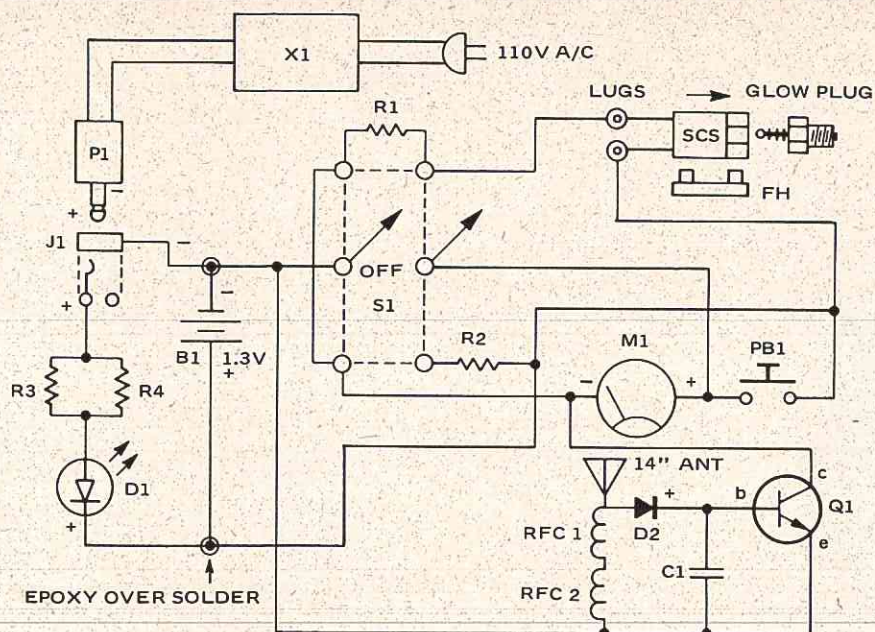 X1
110V A/C
P1
−
+
J1
−
+
R3
R4
D1
+
B1
−
1.3V
+
EPOXY OVER SOLDER
R1
OFF
S1
R2
LUGS
SCS
GLOW PLUG
FH
M1
−
+
PB1
14" ANT
RFC 1
RFC 2
D2
+
C1
b
c
Q1
e